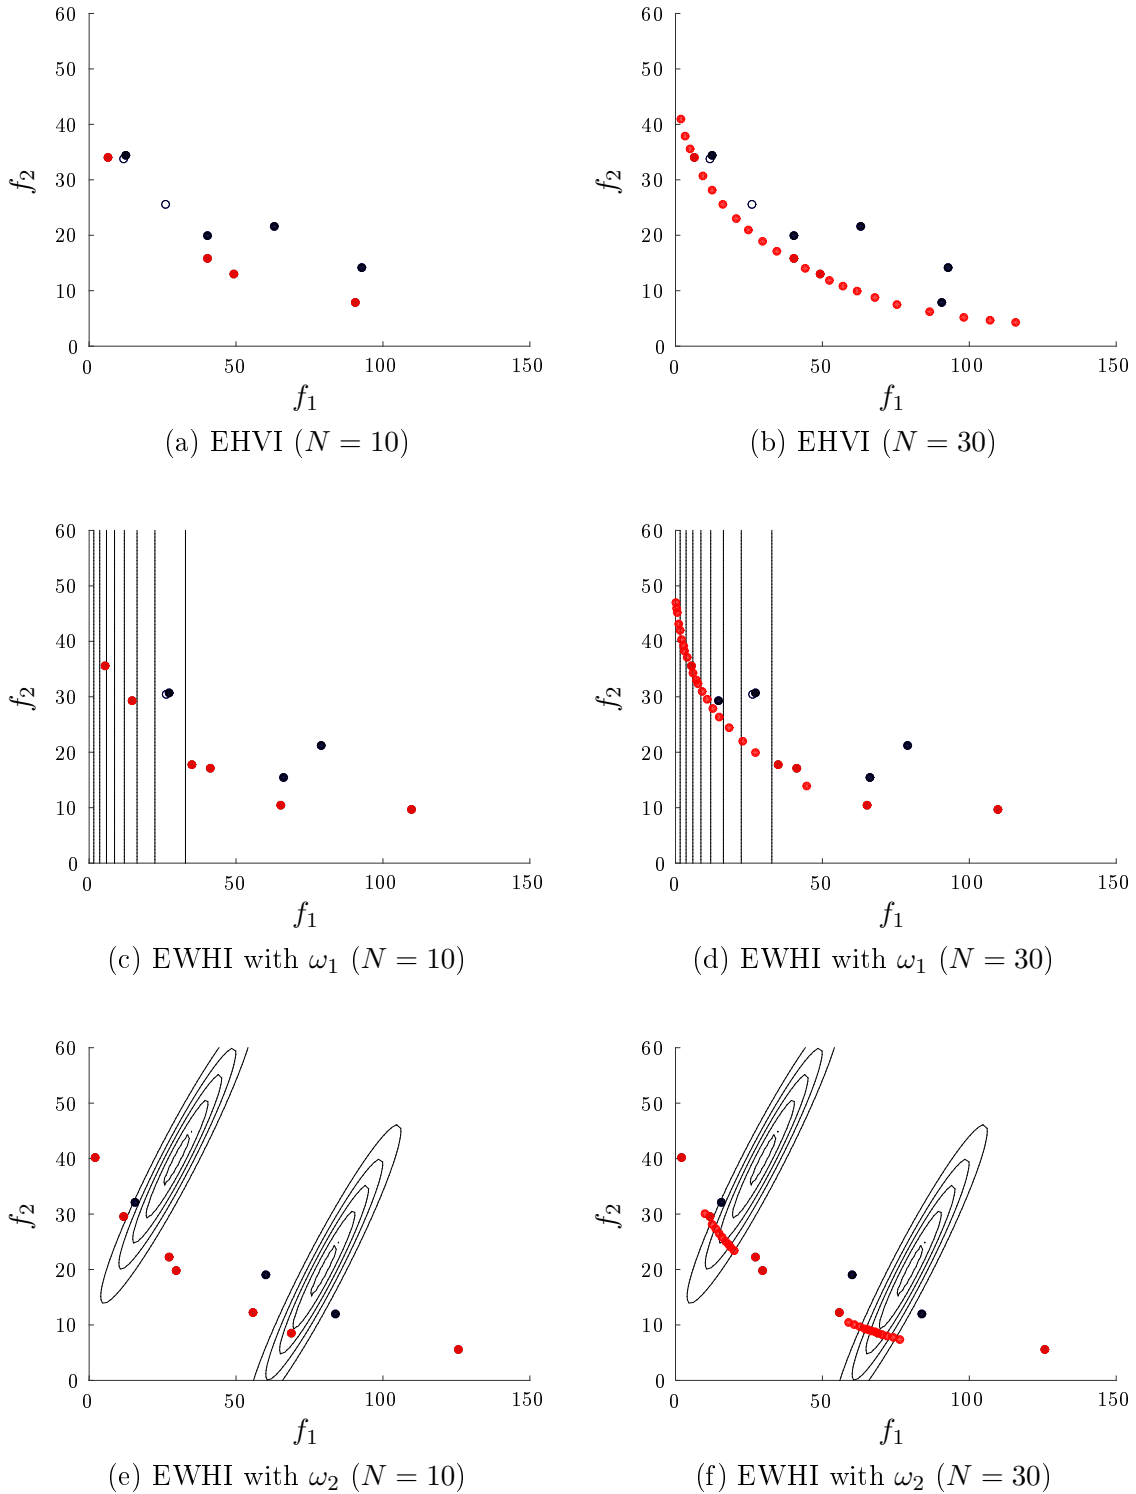 60
50
40
30
20
10
0
f2
0 50 100 150
f1
(a) EHVI (N = 10)
60
50
40
30
20
10
0
f2
0 50 100 150
f1
(b) EHVI (N = 30)
60
50
40
30
20
10
0
f2
0 50 100 150
f1
(c) EWHI with ω1 (N = 10)
60
50
40
30
20
10
0
f2
0 50 100 150
f1
(d) EWHI with ω1 (N = 30)
60
50
40
30
20
10
0
f2
0 50 100 150
f1
(e) EWHI with ω2 (N = 10)
60
50
40
30
20
10
0
f2
0 50 100 150
f1
(f) EWHI with ω2 (N = 30)